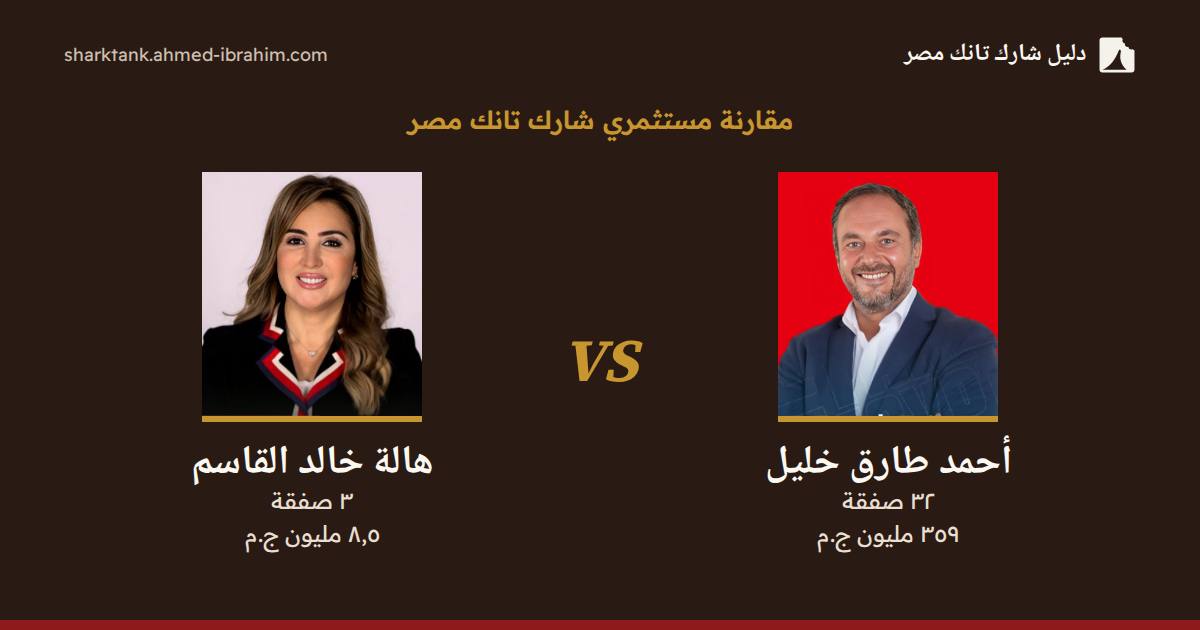 دليل شارك تانك مصر
sharktank.ahmed-ibrahim.com
مقارنة مستثمري شارك تانك مصر
VS
أحمد طارق خليل
٣٢ صفقة
٣٥٩ مليون ج.م
هالة خالد القاسم
٣ صفقة
٨,٥ مليون ج.م